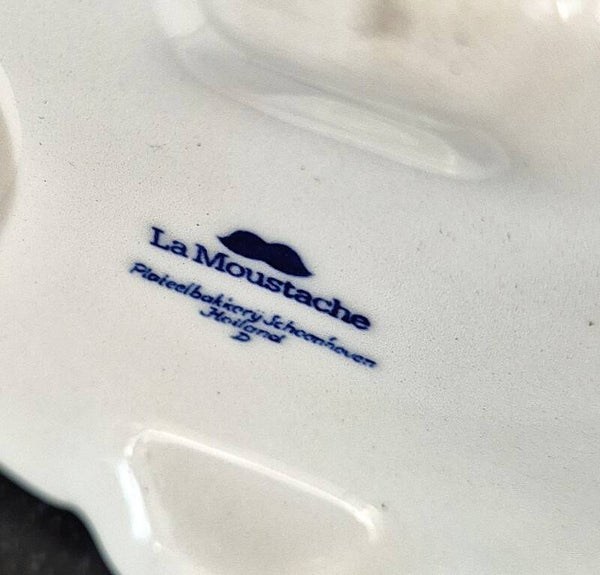 La Moustache
Plateelbakkerij Schoonhoven
Holland
D